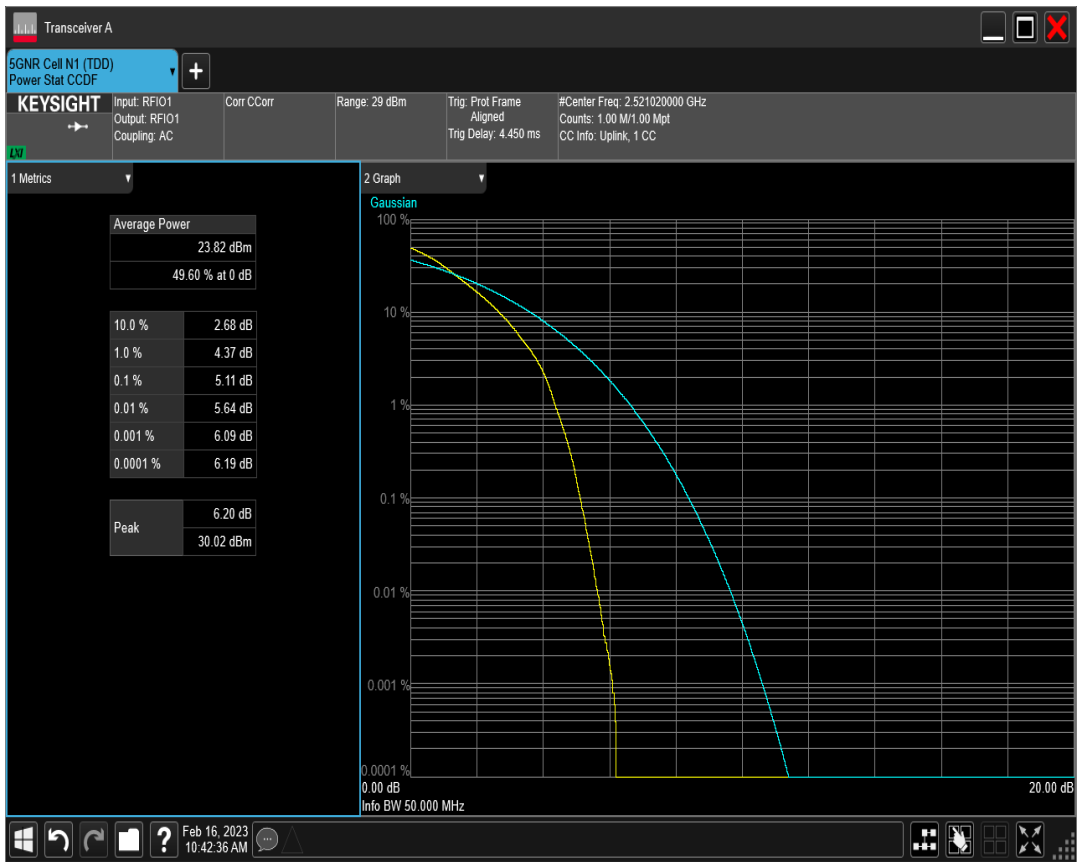 Transceiver A
5GNR Cell N1 (TDD)
Power Stat CCDF
+
KEYSIGHT
LXI
Input: RFIO1
Output: RFIO1
Coupling: AC
Corr CCorr
Range: 29 dBm
Trig: Prot Frame
Aligned
Trig Delay: 4.450 ms
#Center Freq: 2.521020000 GHz
Counts: 1.00 M/1.00 Mpt
CC Info: Uplink, 1 CC
1 Metrics
Average Power
23.82 dBm
49.60 % at 0 dB
10.0 % 2.68 dB
1.0 % 4.37 dB
0.1 % 5.11 dB
0.01 % 5.64 dB
0.001 % 6.09 dB
0.0001 % 6.19 dB
Peak
6.20 dB
30.02 dBm
2 Graph
Gaussian
100 %
10 %
1 %
0.1 %
0.01 %
0.001 %
0.0001 %
0.00 dB 20.00 dB
Info BW 50.000 MHz
?
Feb 16, 2023
10:42:36 AM